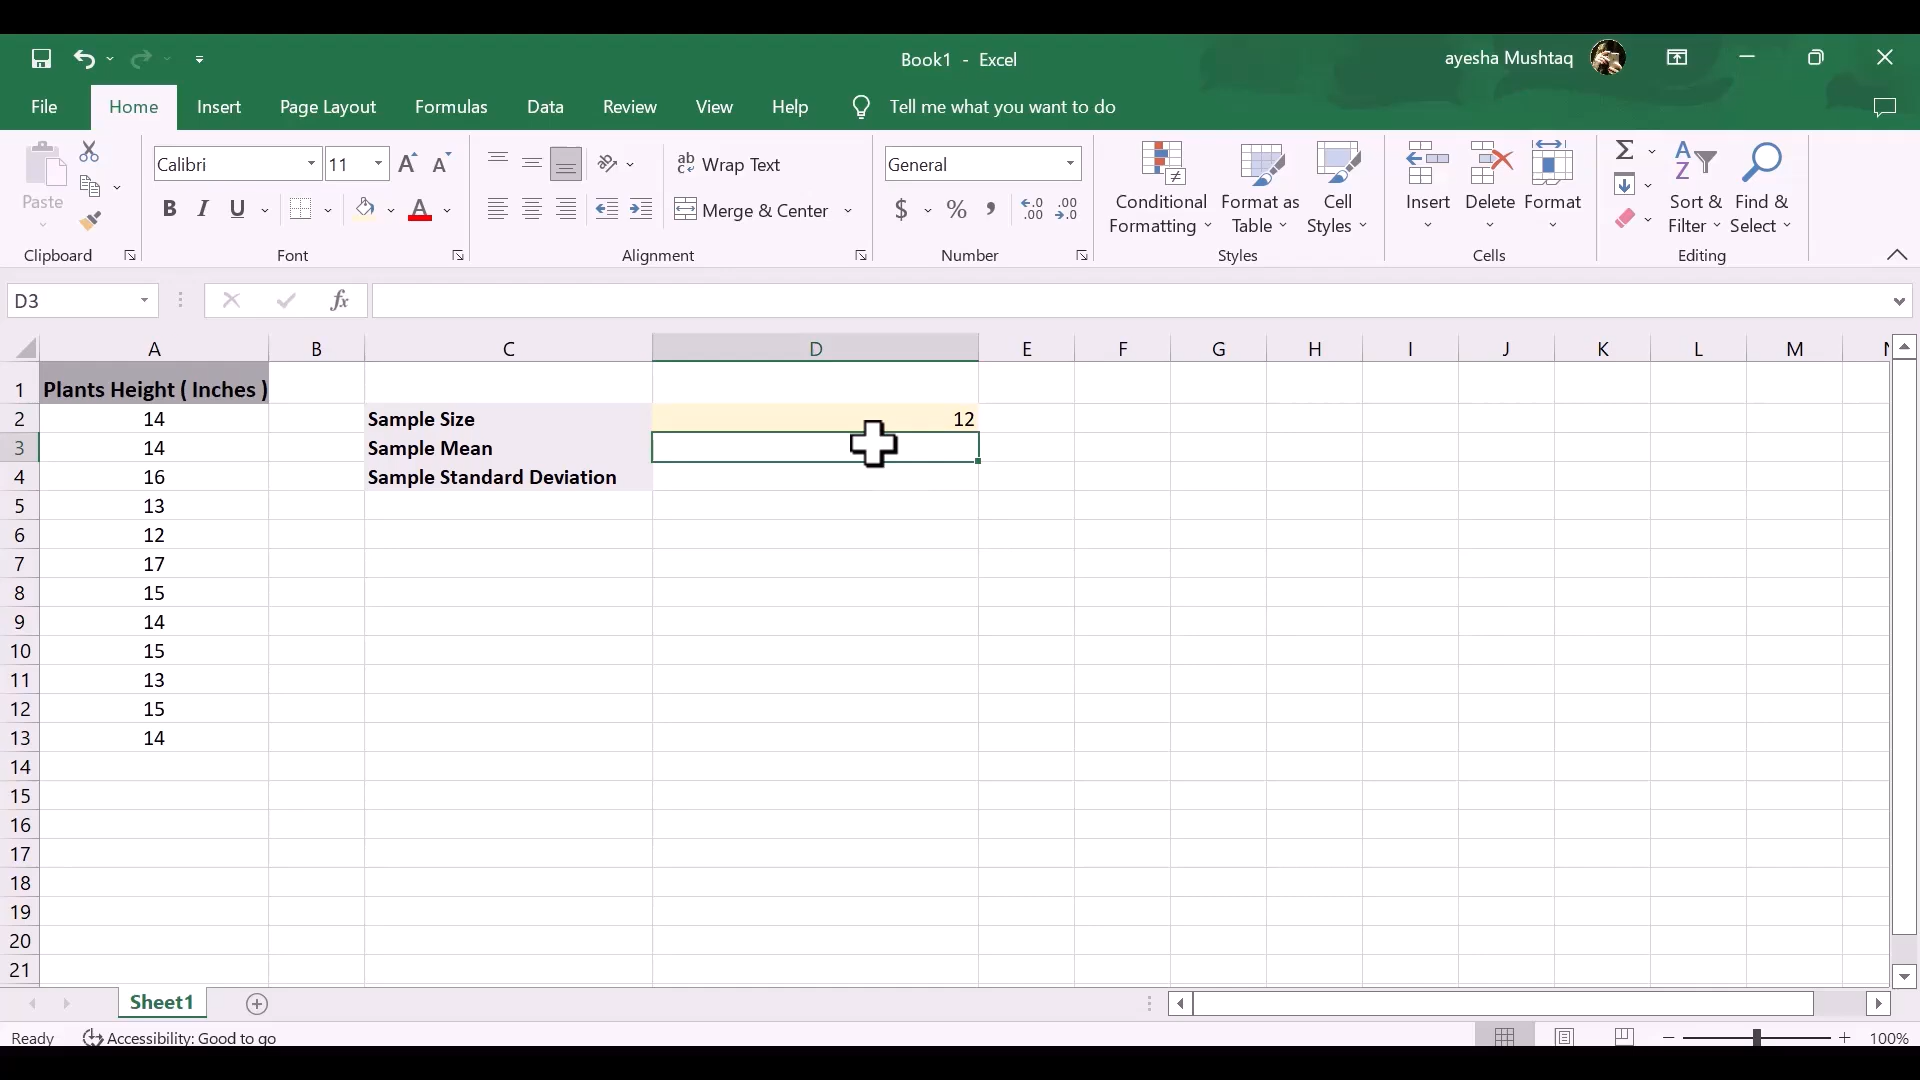 Book1 - Excel
ayesha Mushtaq
File Home Insert Page Layout Formulas Data Review View Help Tell me what you want to do
Paste
Clipboard
Calibri 11
B I U
Font
Wrap Text
Merge & Center
Alignment
General
$ % ,
Number
Conditional Formatting
Format as Table
Cell Styles
Styles
Insert
Delete
Format
Cells
Sort & Filter
Find & Select
Editing
D3
fx
A B C D E F G H I J K L M
1 Plants Height ( Inches )
2 14 Sample Size 12
3 14 Sample Mean
4 16 Sample Standard Deviation
5 13
6 12
7 17
8 15
9 14
10 15
11 13
12 15
13 14
14
15
16
17
18
19
20
21
Sheet1
Ready Accessibility: Good to go 100%